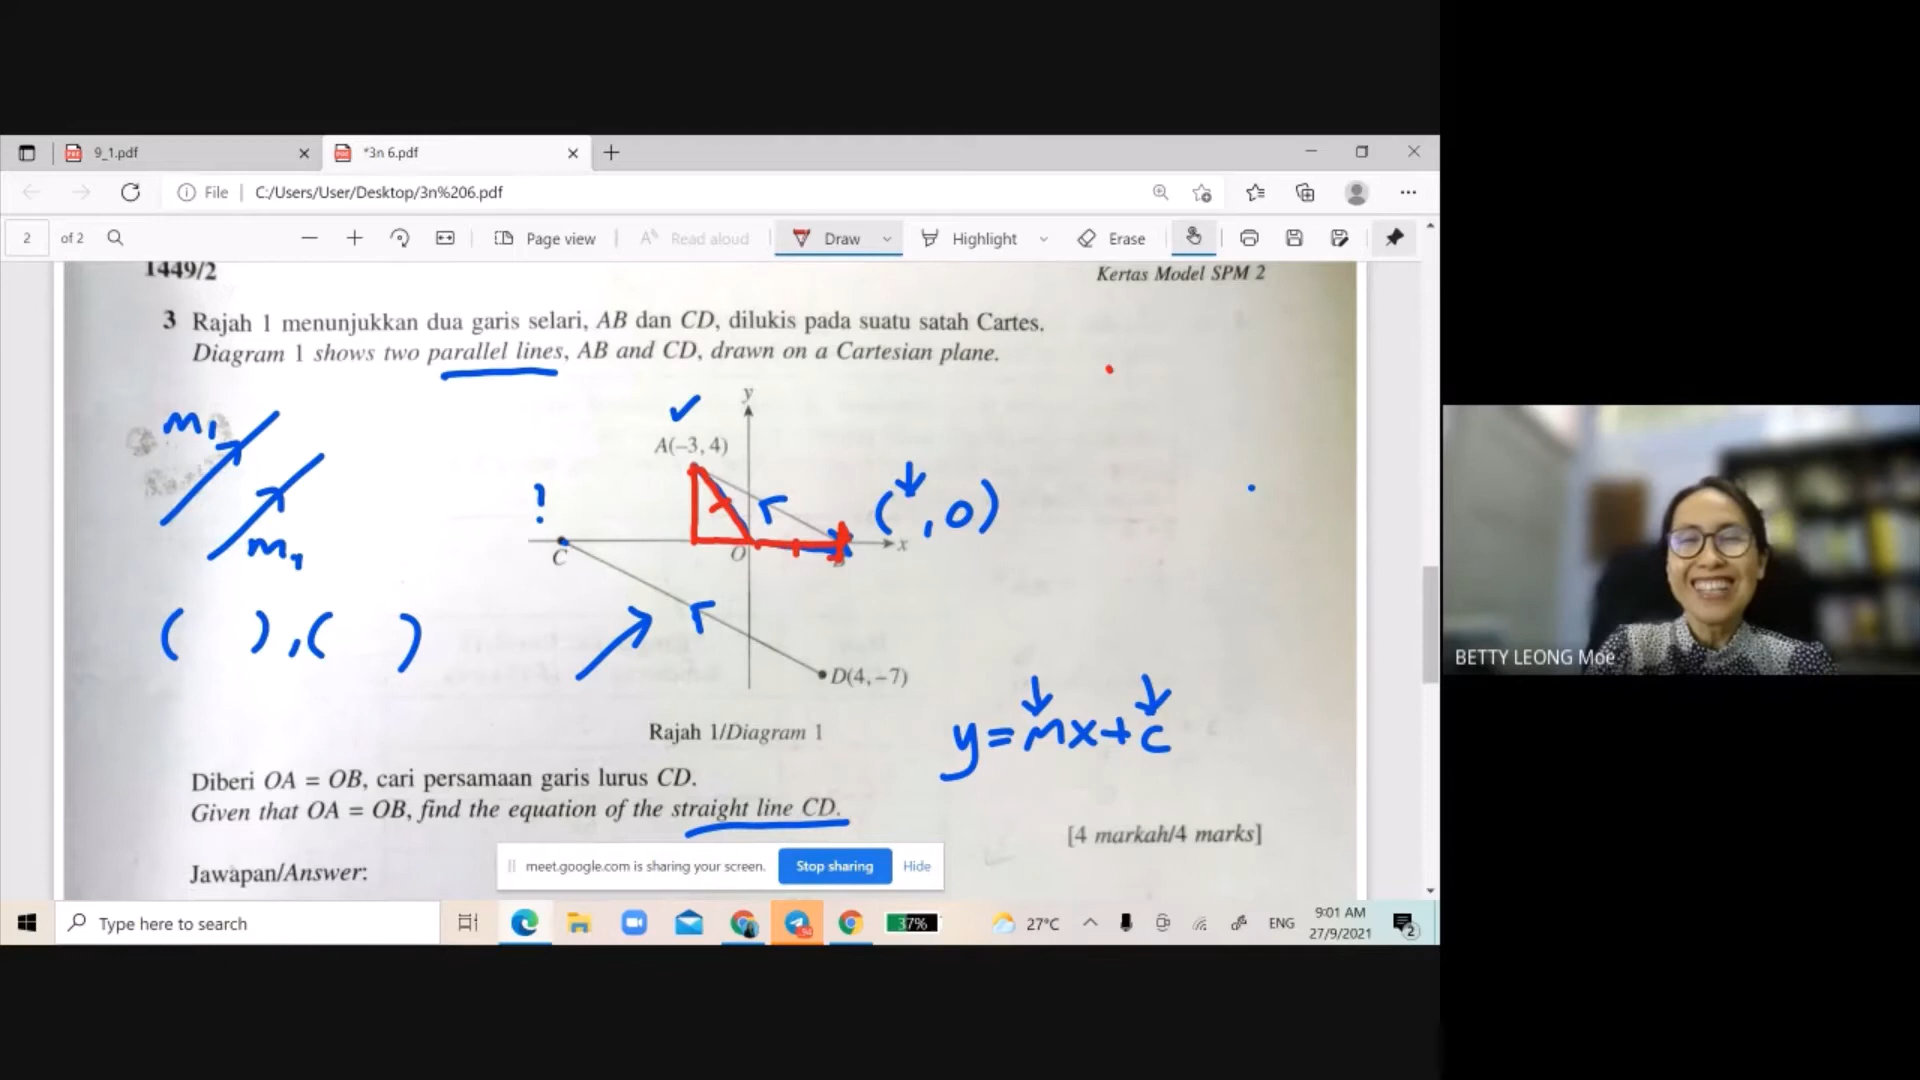 9_1.pdf
*3n 6.pdf
File
C:/Users/User/Desktop/3n%206.pdf
2 of 2
Page view
Read aloud
Draw
Highlight
Erase
1449/2
Kertas Model SPM 2
3 Rajah 1 menunjukkan dua garis selari, AB dan CD, dilukis pada suatu satah Cartes.
Diagram 1 shows two parallel lines, AB and CD, drawn on a Cartesian plane.
m₁
m₁
( ),( )
y
A(−3, 4)
?
( ,0)
C
O
x
D(4, −7)
y=mx+c
Rajah 1/Diagram 1
Diberi OA = OB, cari persamaan garis lurus CD.
Given that OA = OB, find the equation of the straight line CD.
[4 markah/4 marks]
Jawapan/Answer:
meet.google.com is sharing your screen.
Stop sharing
Hide
BETTY LEONG Moe
Type here to search
37%
27°C
ENG
9:01 AM
27/9/2021
2